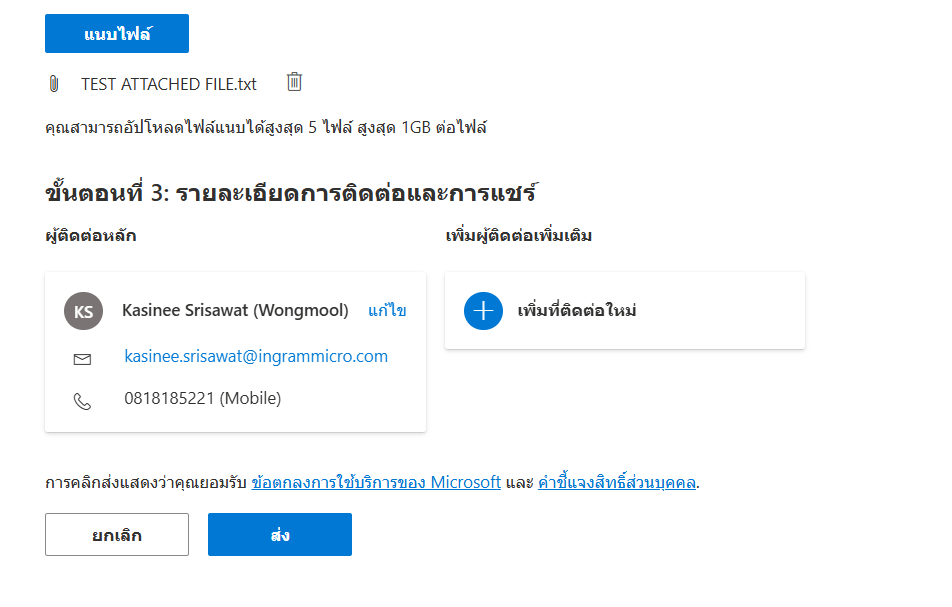 แนบไฟล์
TEST ATTACHED FILE.txt
คุณสามารถอัปโหลดไฟล์แนบได้สูงสุด 5 ไฟล์ สูงสุด 1GB ต่อไฟล์
ขั้นตอนที่ 3: รายละเอียดการติดต่อและการแชร์
ผู้ติดต่อหลัก
เพิ่มผู้ติดต่อเพิ่มเติม
KS
Kasinee Srisawat (Wongmool) แก้ไข
kasinee.srisawat@ingrammicro.com
0818185221 (Mobile)
เพิ่มที่ติดต่อใหม่
การคลิกส่งแสดงว่าคุณยอมรับ ข้อตกลงการใช้บริการของ Microsoft และ คำชี้แจงสิทธิ์ส่วนบุคคล.
ยกเลิก
ส่ง